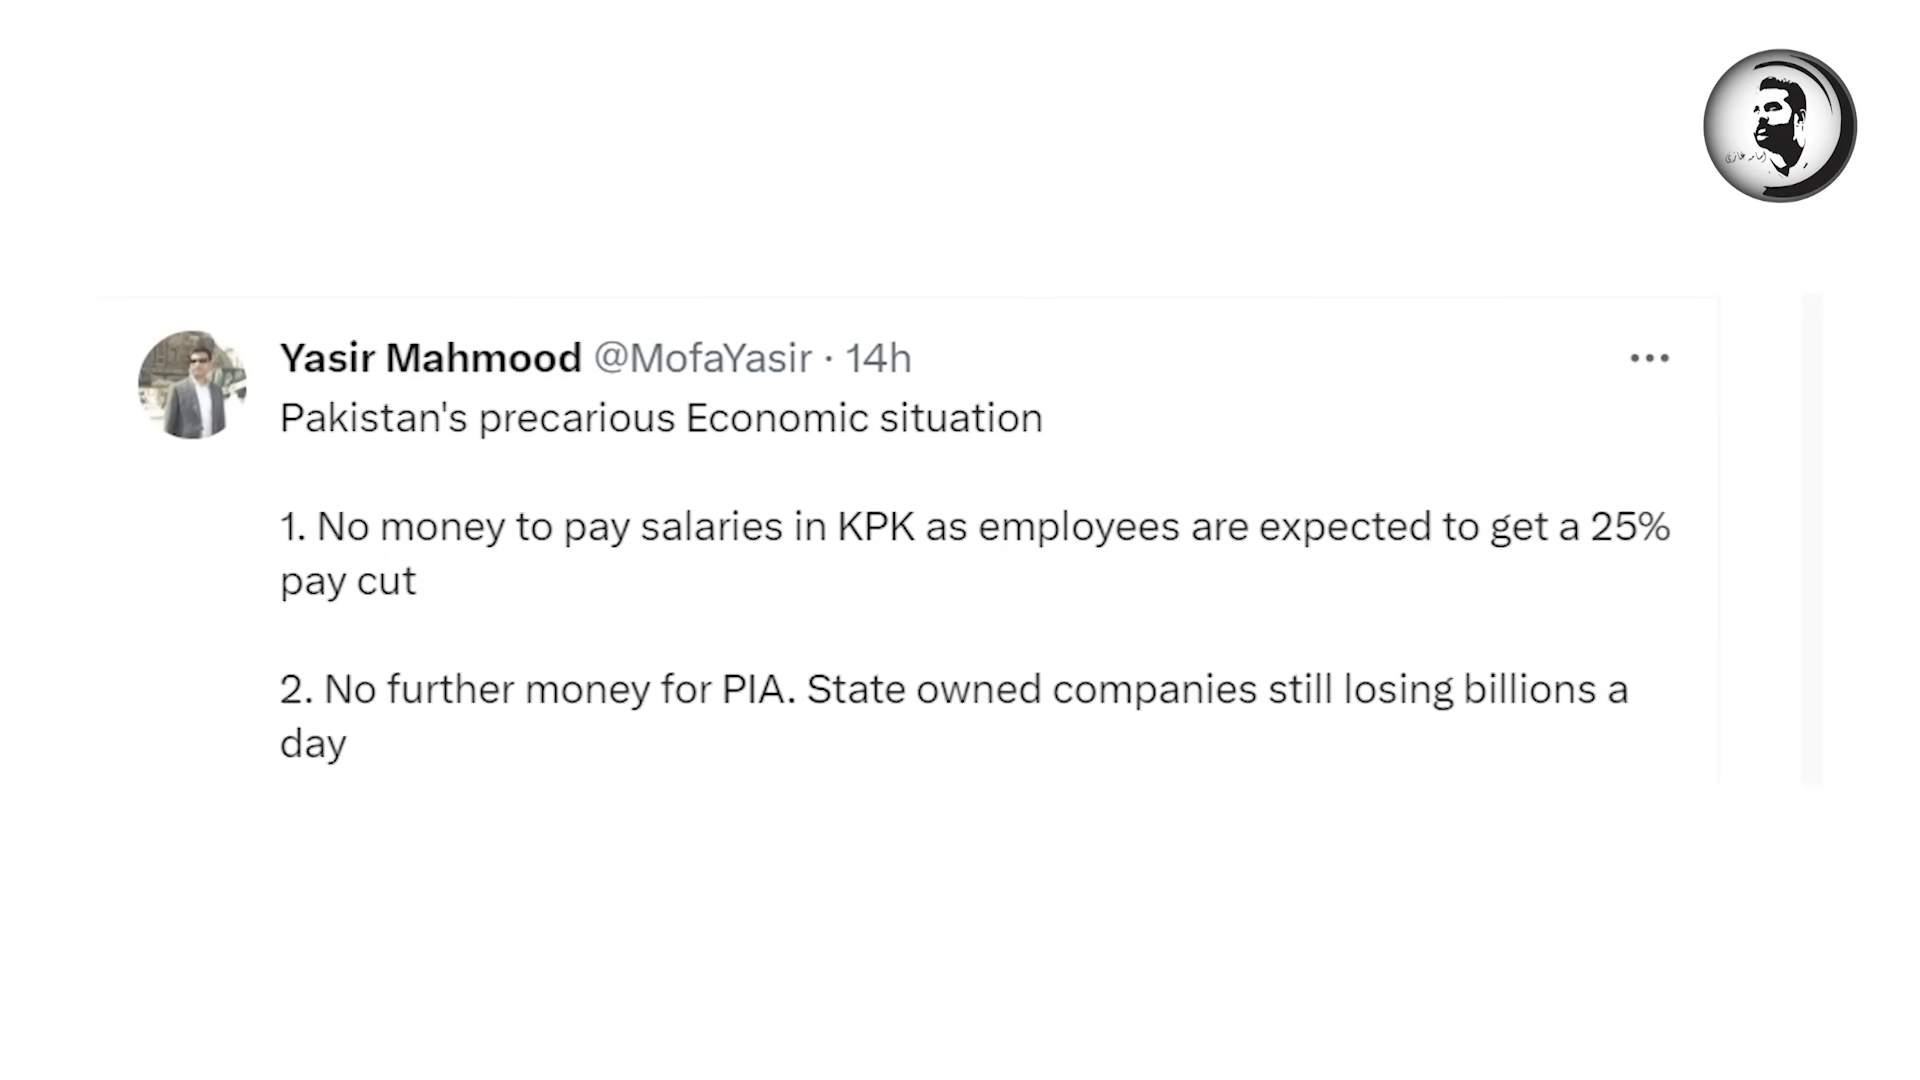 اسامہ غازی
Yasir Mahmood @MofaYasir · 14h
Pakistan's precarious Economic situation
1. No money to pay salaries in KPK as employees are expected to get a 25%
pay cut
2. No further money for PIA. State owned companies still losing billions a
day